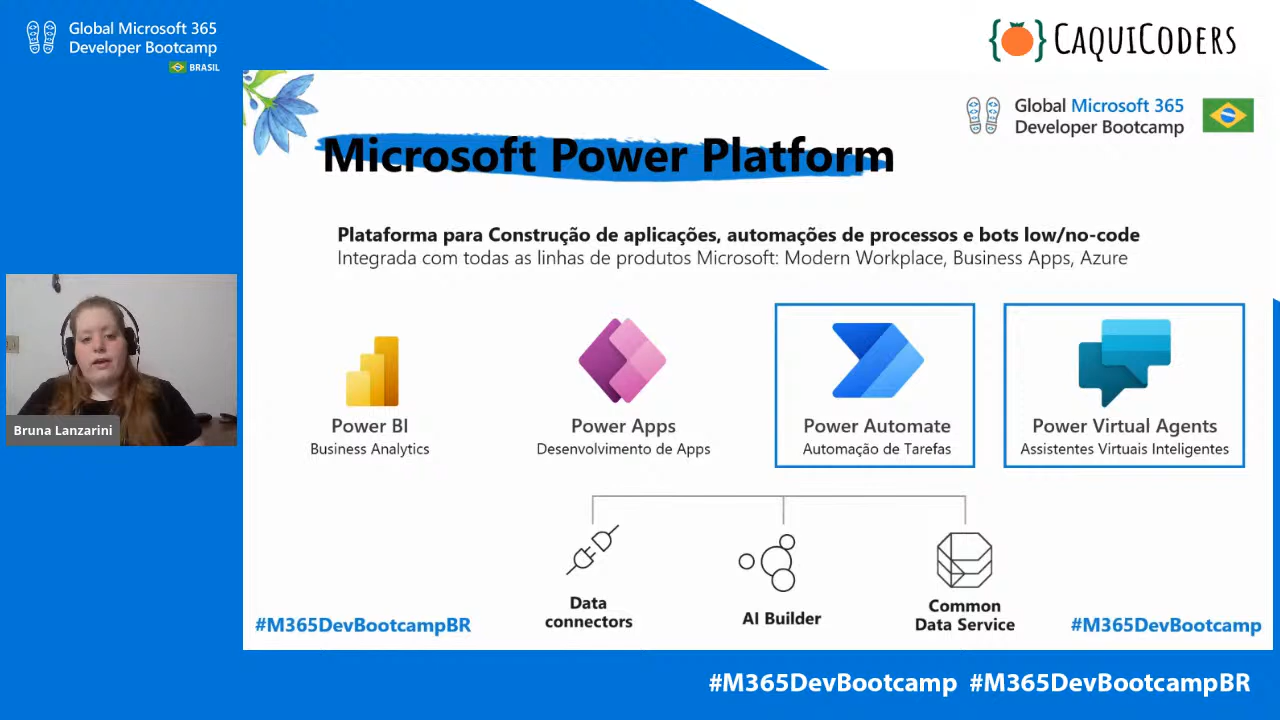 Global Microsoft 365
Developer Bootcamp
BRASIL
{ } CAQUICODERS
Global Microsoft 365
Developer Bootcamp
Microsoft Power Platform
Plataforma para Construção de aplicações, automações de processos e bots low/no-code
Integrada com todas as linhas de produtos Microsoft: Modern Workplace, Business Apps, Azure
Power BI
Business Analytics
Power Apps
Desenvolvimento de Apps
Power Automate
Automação de Tarefas
Power Virtual Agents
Assistentes Virtuais Inteligentes
Bruna Lanzarini
Data
connectors
AI Builder
Common
Data Service
#M365DevBootcampBR
#M365DevBootcamp
#M365DevBootcamp #M365DevBootcampBR